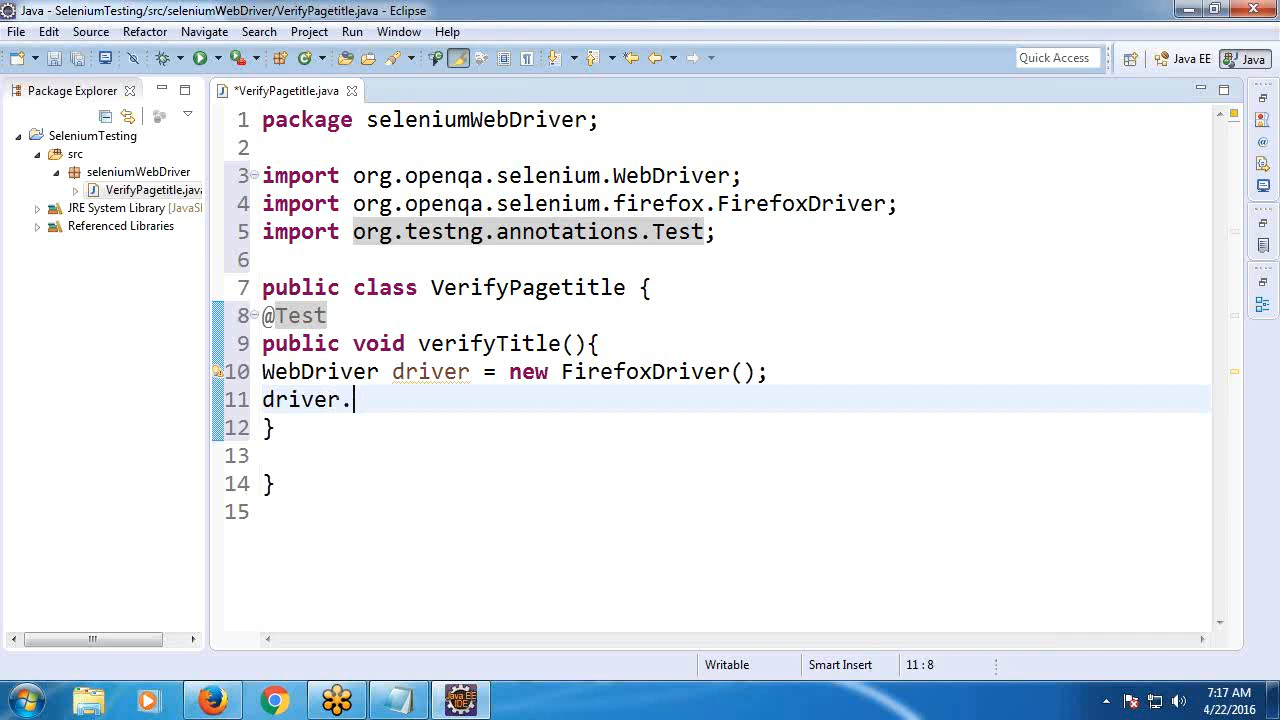 Java - SeleniumTesting/src/seleniumWebDriver/VerifyPagetitle.java - Eclipse
File Edit Source Refactor Navigate Search Project Run Window Help
Quick Access
Java EE
Java
Package Explorer
SeleniumTesting
src
seleniumWebDriver
VerifyPagetitle.java
JRE System Library [JavaS
Referenced Libraries
*VerifyPagetitle.java
1 package seleniumWebDriver;
2
3 import org.openqa.selenium.WebDriver;
4 import org.openqa.selenium.firefox.FirefoxDriver;
5 import org.testng.annotations.Test;
6
7 public class VerifyPagetitle {
8 @Test
9 public void verifyTitle(){
10 WebDriver driver = new FirefoxDriver();
11 driver.
12 }
13
14 }
15
Writable Smart Insert 11 : 8
Java EE
IDE
7:17 AM
4/22/2016